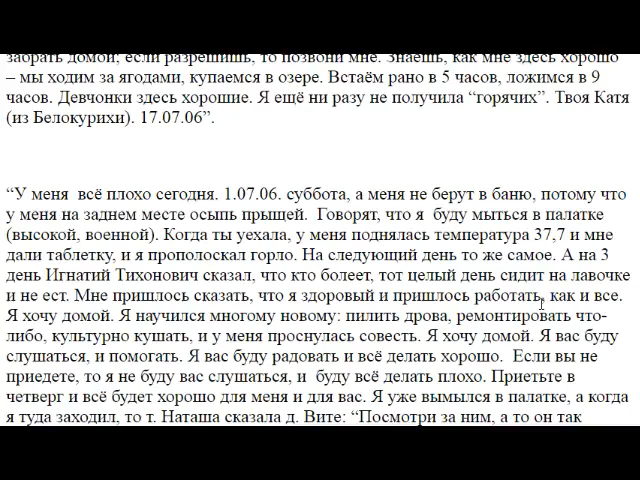 забрать домой; если разрешишь, то позвони мне. Знаешь, как мне здесь хорошо
– мы ходим за ягодами, купаемся в озере. Встаём рано в 5 часов, ложимся в 9
часов. Девчонки здесь хорошие. Я ещё ни разу не получила “горячих”. Твоя Катя
(из Белокурихи). 17.07.06”.
“У меня  всё плохо сегодня. 1.07.06. суббота, а меня не берут в баню, потому что
у меня на заднем месте осыпь прыщей.  Говорят, что я  буду мыться в палатке
(высокой, военной). Когда ты уехала, у меня поднялась температура 37,7 и мне
дали таблетку, и я прополоскал горло. На следующий день то же самое. А на 3
день Игнатий Тихонович сказал, что кто болеет, тот целый день сидит на лавочке
и не ест. Мне пришлось сказать, что я здоровый и пришлось работать, как и все.
Я хочу домой. Я научился многому новому: пилить дрова, ремонтировать что-
либо, культурно кушать, и у меня проснулась совесть. Я хочу домой. Я вас буду
слушаться, и помогать. Я вас буду радовать и всё делать хорошо.  Если вы не
приедете, то я не буду вас слушаться, и  буду всё делать плохо. Приетьте в
четверг и всё будет хорошо для меня и для вас. Я уже вымылся в палатке, а когда
я туда заходил, то т. Наташа сказала д. Вите: “Посмотри за ним, а то он так